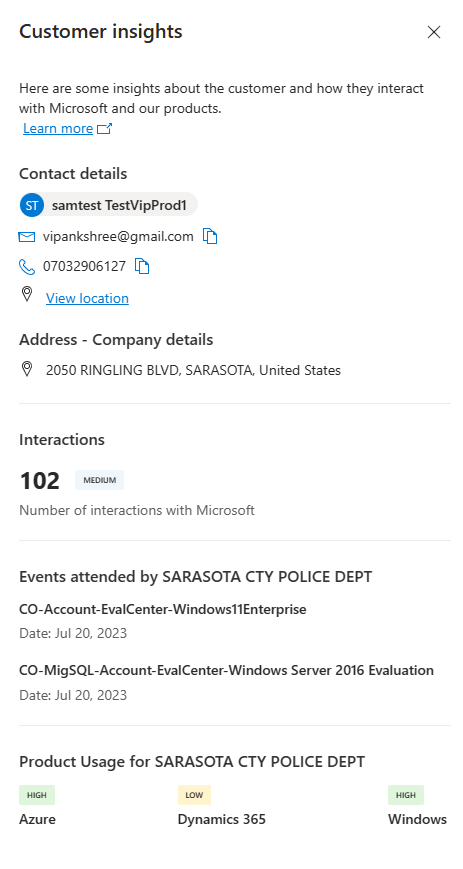 Customer insights
Here are some insights about the customer and how they interact
with Microsoft and our products.
Learn more
Contact details
ST samtest TestVipProd1
vipankshree@gmail.com
07032906127
View location
Address - Company details
2050 RINGLING BLVD, SARASOTA, United States
Interactions
102 MEDIUM
Number of interactions with Microsoft
Events attended by SARASOTA CTY POLICE DEPT
CO-Account-EvalCenter-Windows11Enterprise
Date: Jul 20, 2023
CO-MigSQL-Account-EvalCenter-Windows Server 2016 Evaluation
Date: Jul 20, 2023
Product Usage for SARASOTA CTY POLICE DEPT
HIGH LOW HIGH
Azure Dynamics 365 Windows